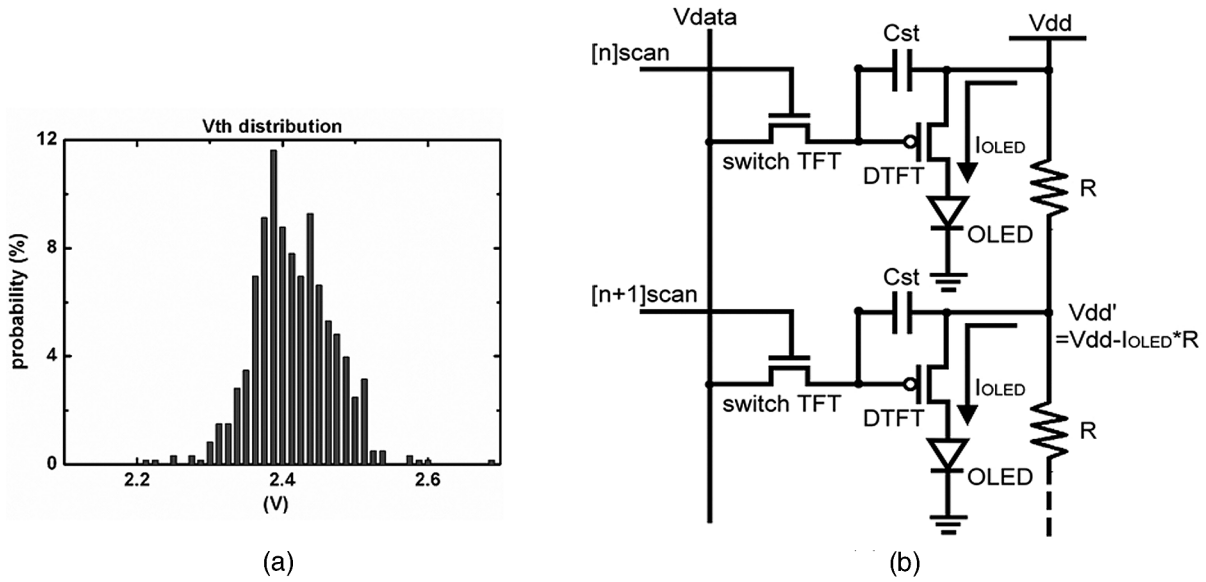 Vth distribution
12
8
4
0
probability (%)
2.2
2.4
2.6
(V)
(a)
Vdata
Cst
Vdd
[n]scan
switch TFT
DTFT
IOLED
R
OLED
[n+1]scan
Cst
Vdd'
=Vdd-IOLED*R
switch TFT
DTFT
IOLED
R
OLED
(b)